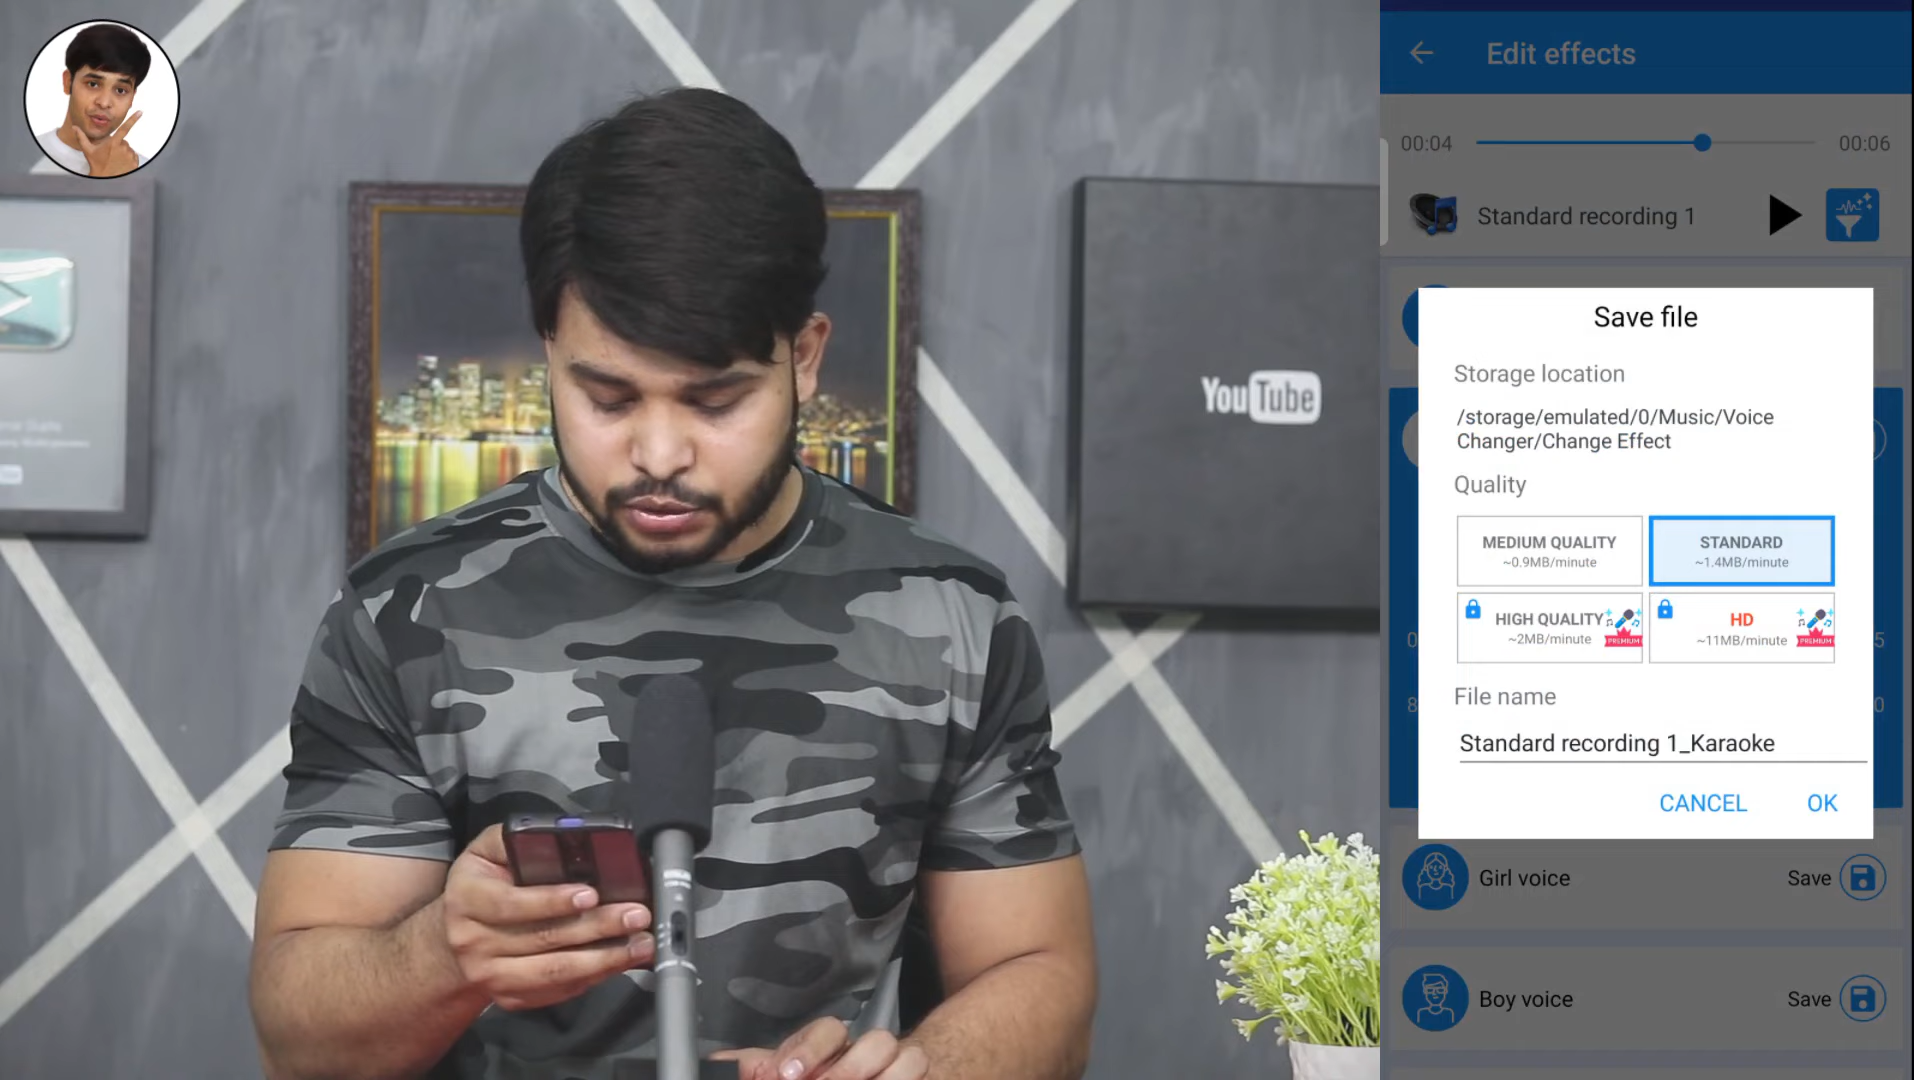 YouTube
Edit effects
00:04
00:06
Standard recording 1
Save file
Storage location
/storage/emulated/0/Music/Voice
Changer/Change Effect
Quality
MEDIUM QUALITY
~0.9MB/minute
STANDARD
~1.4MB/minute
HIGH QUALITY
~2MB/minute
PREMIUM
HD
~11MB/minute
PREMIUM
File name
Standard recording 1_Karaoke
CANCEL
OK
Girl voice
Save
Boy voice
Save